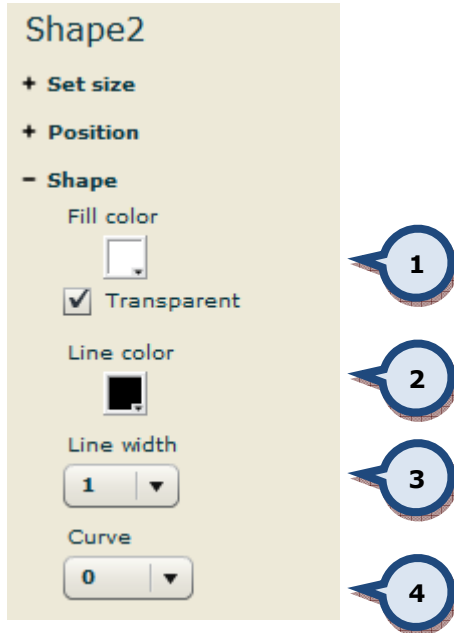 Shape2
+ Set size
+ Position
- Shape
Fill color
1
Transparent
Line color
2
Line width
1
3
Curve
0
4